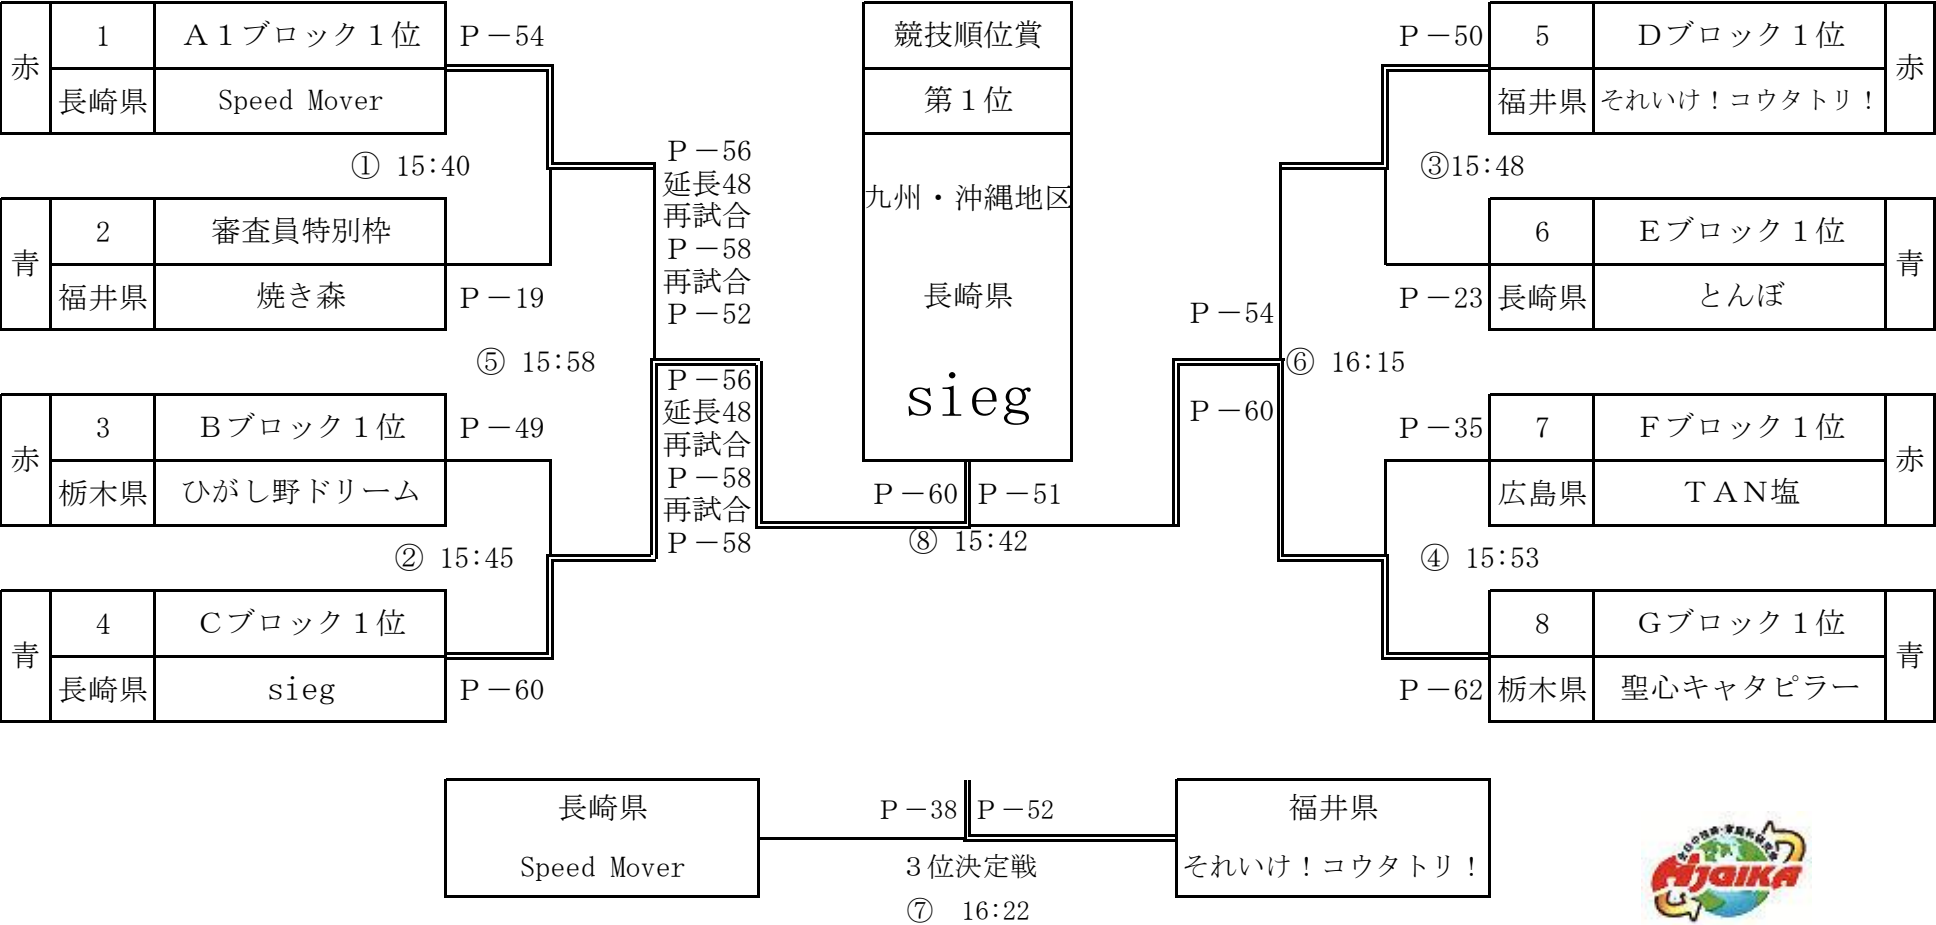 赤
1
Ａ１ブロック１位
Ｐ－54
長崎県
Speed Mover
① 15:40
青
2
審査員特別枠
福井県
焼き森
Ｐ－19
赤
3
Ｂブロック１位
Ｐ－49
栃木県
ひがし野ドリーム
② 15:45
青
4
Ｃブロック１位
長崎県
sieg
Ｐ－60
⑤ 15:58
Ｐ－56
延長48
再試合
Ｐ－58
再試合
Ｐ－52
Ｐ－56
延長48
再試合
Ｐ－58
再試合
Ｐ－58
競技順位賞
第１位
九州・沖縄地区
長崎県
sieg
Ｐ－60
Ｐ－51
⑧ 15:42
Ｐ－54
⑥ 16:15
Ｐ－60
Ｐ－50
5
Ｄブロック１位
赤
福井県
それいけ！コウタトリ！
③15:48
6
Ｅブロック１位
青
Ｐ－23
長崎県
とんぼ
Ｐ－35
7
Ｆブロック１位
赤
広島県
ＴＡＮ塩
④ 15:53
8
Ｇブロック１位
青
Ｐ－62
栃木県
聖心キャタピラー
長崎県
Speed Mover
Ｐ－38
Ｐ－52
３位決定戦
⑦ 16:22
福井県
それいけ！コウタトリ！
AJGIKA